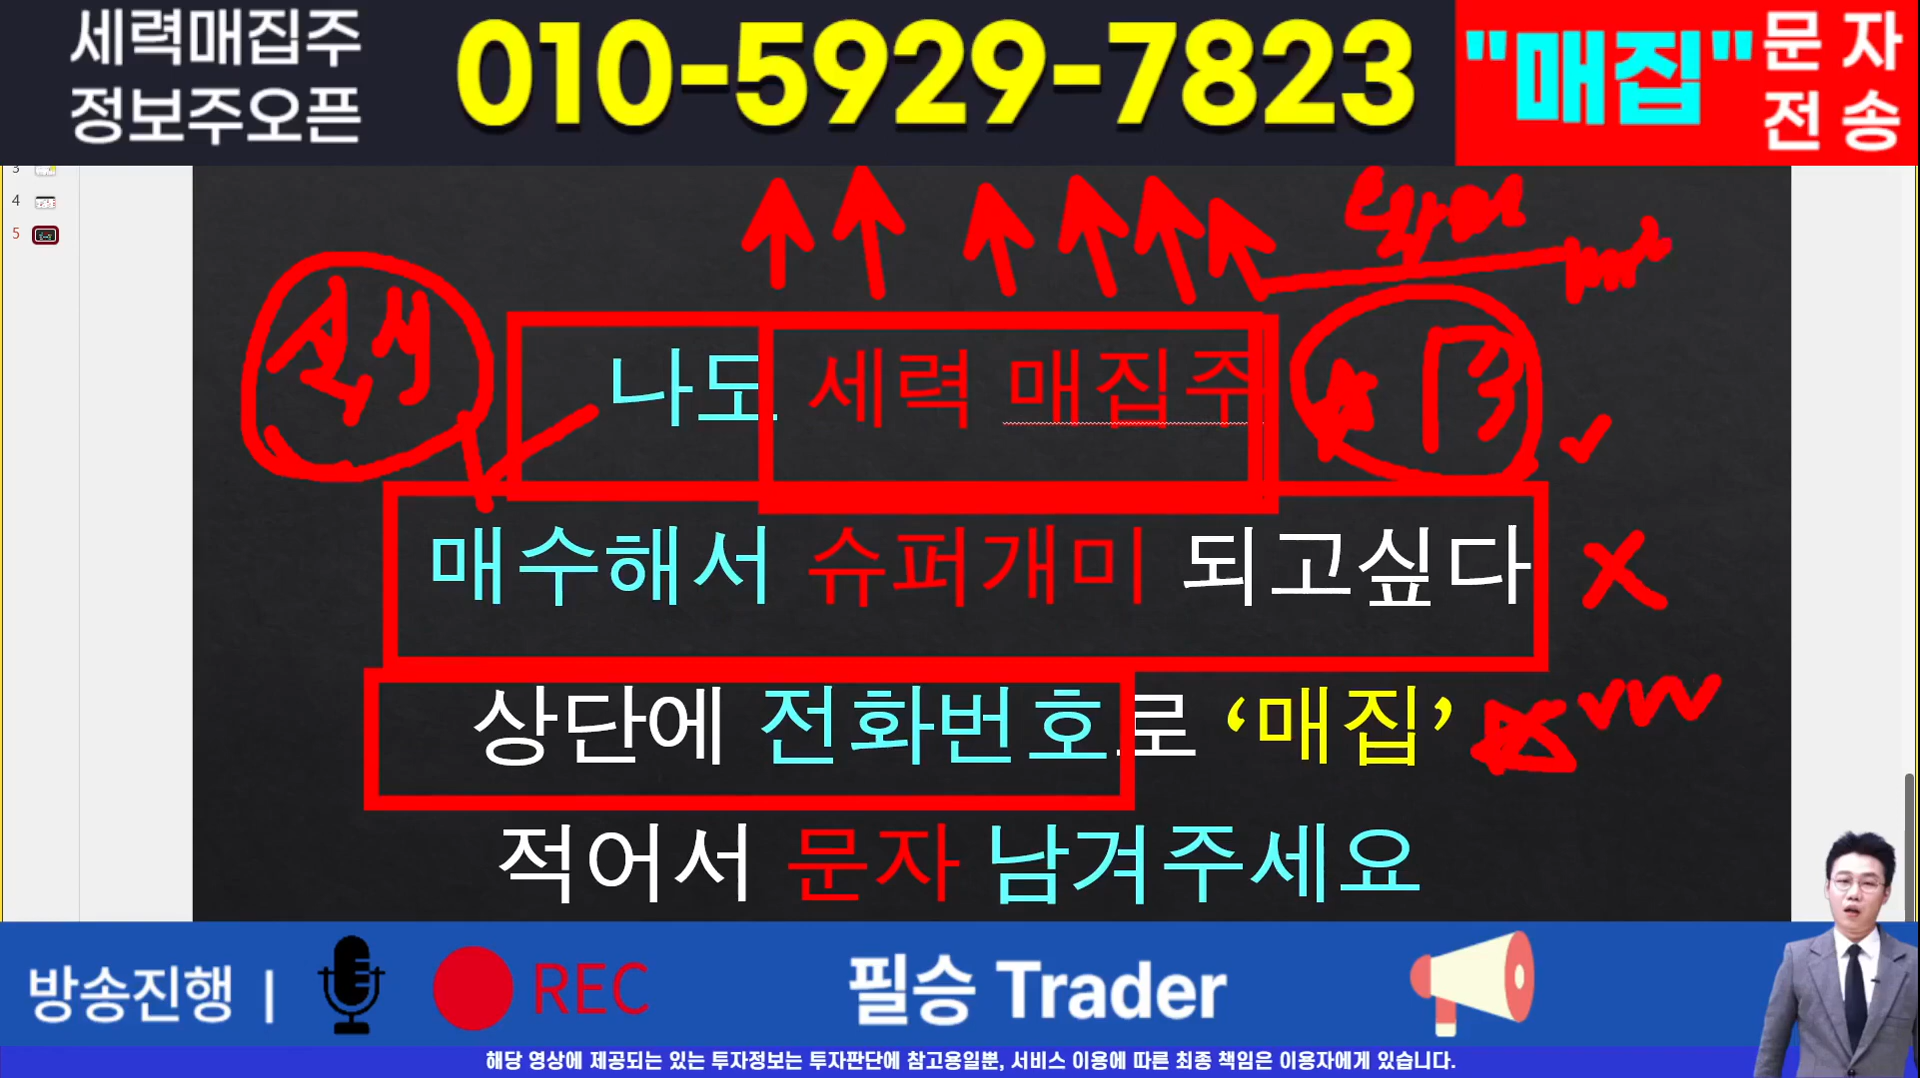 세력매집주
정보주오픈
010-5929-7823
"매집"
문자
전송
3
4
5
나도 세력 매집주
매수해서 슈퍼개미 되고싶다
상단에 전화번호로 ‘매집’
적어서 문자 남겨주세요
방송진행 |
REC
필승 Trader
해당 영상에 제공되는 있는 투자정보는 투자판단에 참고용일뿐, 서비스 이용에 따른 최종 책임은 이용자에게 있습니다.